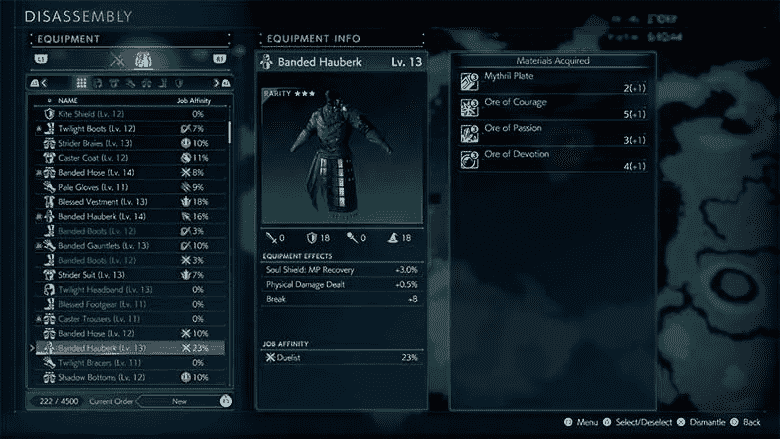 DISASSEMBLY
EQUIPMENT
L1
R1
NAME Job Affinity
Kite Shield (Lv. 12) 0%
Twilight Boots (Lv. 12) 7%
Strider Braies (Lv. 13) 10%
Caster Coat (Lv. 12) 11%
Banded Hose (Lv. 14) 8%
Pale Gloves (Lv. 11) 9%
Blessed Vestment (Lv. 13) 18%
Banded Hauberk (Lv. 14) 16%
Banded Boots (Lv. 12) 3%
Banded Gauntlets (Lv. 13) 10%
Banded Boots (Lv. 12) 3%
Strider Suit (Lv. 13) 7%
Twilight Headband (Lv. 13) 0%
Blessed Footgear (Lv. 11) 0%
Caster Trousers (Lv. 11) 0%
Banded Hose (Lv. 12) 10%
Banded Hauberk (Lv. 13) 23%
Twilight Bracers (Lv. 11) 0%
Shadow Bottoms (Lv. 12) 10%
222 / 4500 Current Order New
EQUIPMENT INFO
Banded Hauberk Lv. 13
RARITY ★★★
0 18 0 18
EQUIPMENT EFFECTS
Soul Shield: MP Recovery +3.0%
Physical Damage Dealt +0.5%
Break +8
JOB AFFINITY
Duelist 23%
Materials Acquired
Mythril Plate
2(+1)
Ore of Courage
5(+1)
Ore of Passion
3(+1)
Ore of Devotion
4(+1)
Menu Select/Deselect Dismantle Back